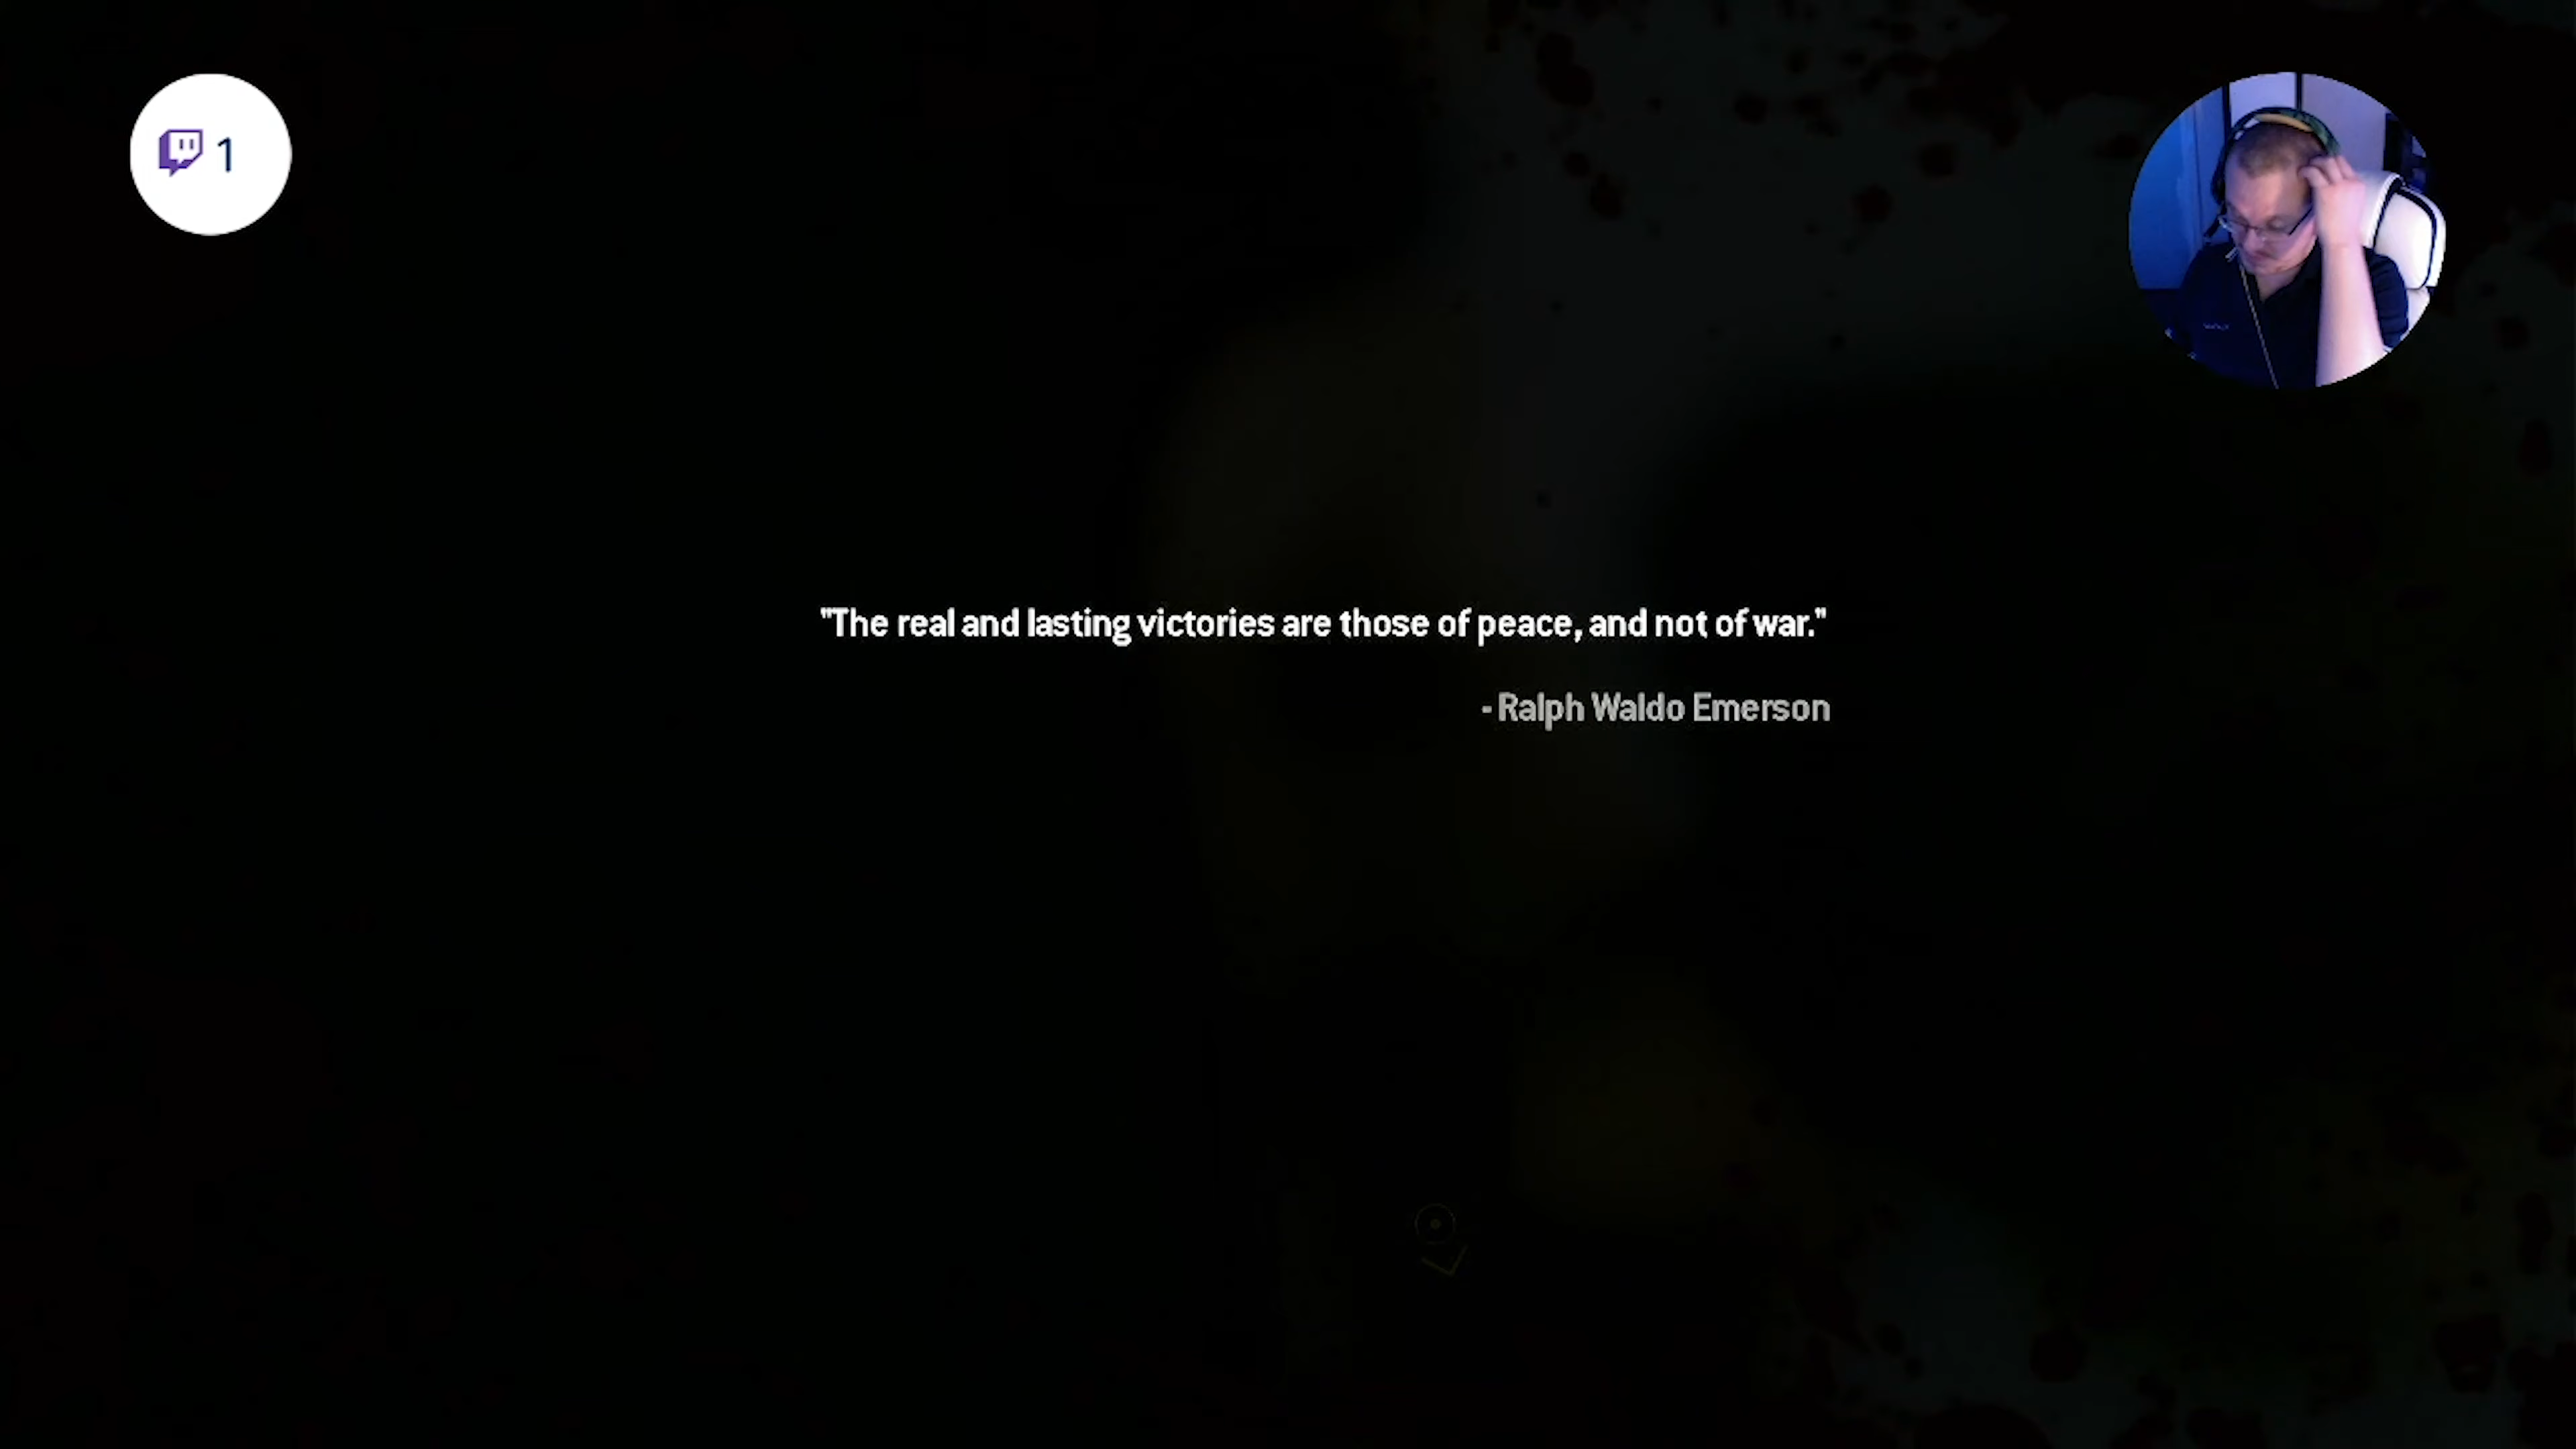 1
"The real and lasting victories are those of peace, and not of war."
- Ralph Waldo Emerson